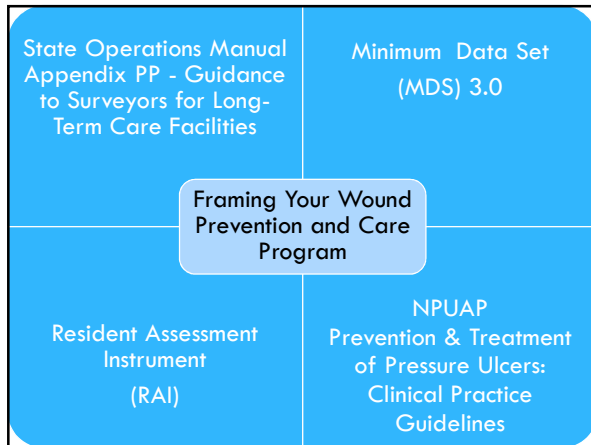 State Operations Manual
Appendix PP - Guidance
to Surveyors for Long-
Term Care Facilities
Minimum Data Set
(MDS) 3.0
Framing Your Wound
Prevention and Care
Program
Resident Assessment
Instrument
(RAI)
NPUAP
Prevention & Treatment
of Pressure Ulcers:
Clinical Practice
Guidelines